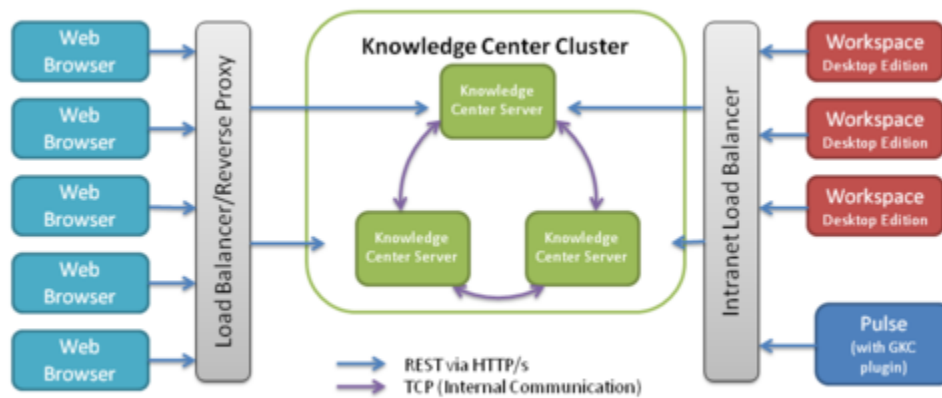 Web
Browser
Web
Browser
Web
Browser
Web
Browser
Web
Browser
Load Balancer/Reverse Proxy
Knowledge Center Cluster
Knowledge
Center Server
Knowledge
Center Server
Knowledge
Center Server
REST via HTTP/s
TCP (Internal Communication)
Intranet Load Balancer
Workspace
Desktop Edition
Workspace
Desktop Edition
Workspace
Desktop Edition
Pulse
(with GKC
plugin)